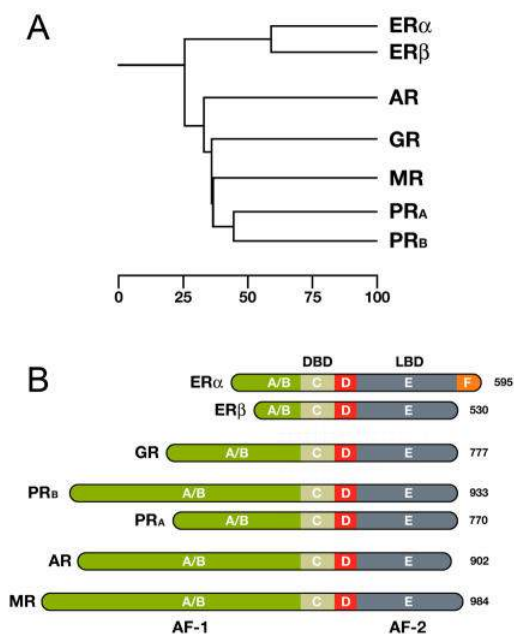 A
ERα
ERβ
AR
GR
MR
PRA
PRB
0 25 50 75 100
B
DBD LBD
ERα A/B C D E F 595
ERβ A/B C D E 530
GR A/B C D E 777
PRB A/B C D E 933
PRA A/B C D E 770
AR A/B C D E 902
MR A/B C D E 984
AF-1 AF-2